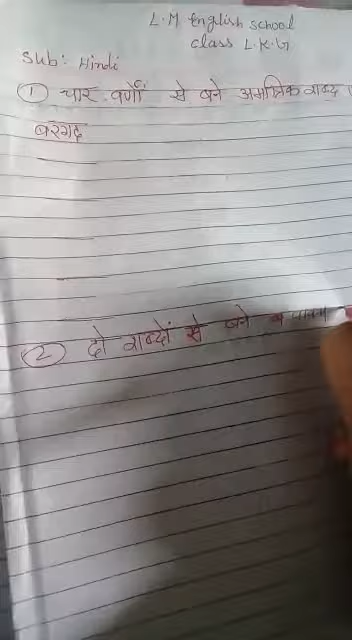 L.M English school
class L.K.G
Sub: Hindi
① चार वर्णों से बने अमात्रिक शब्द।
बरगद
② दो शब्दों से बने